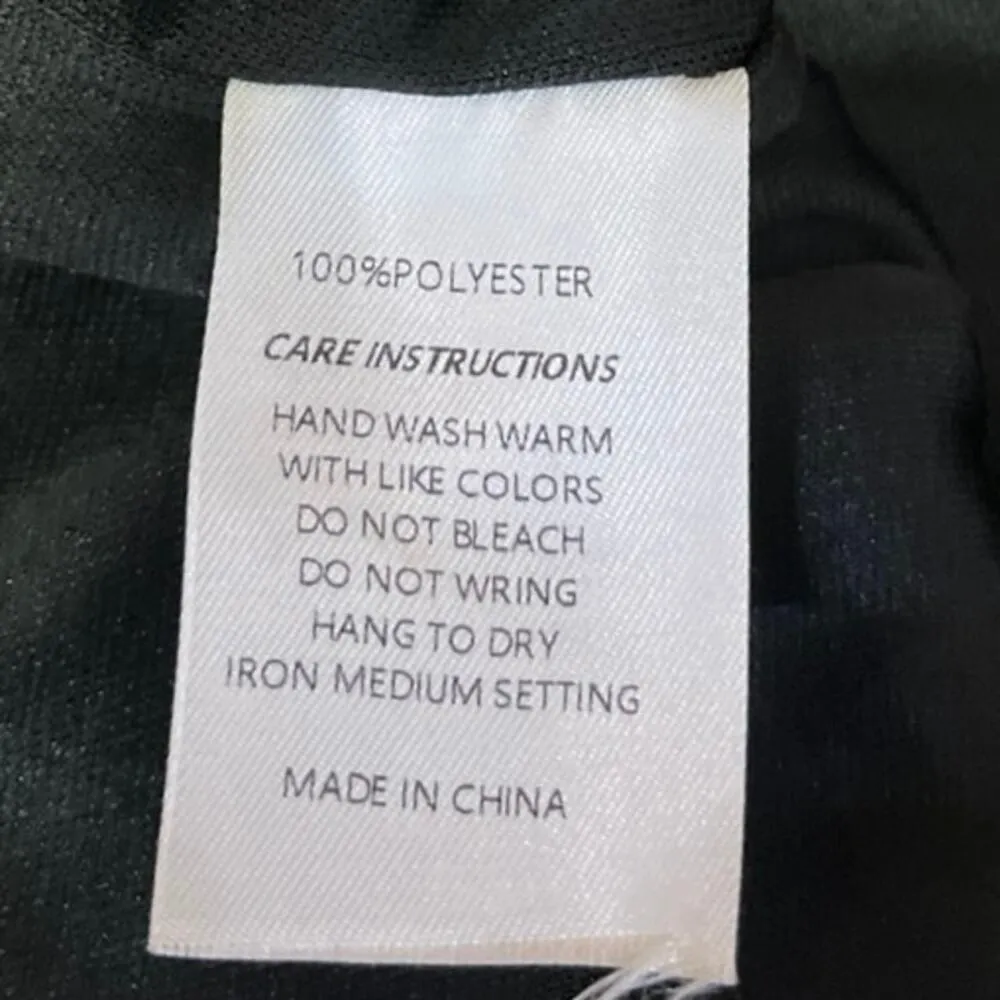 100%POLYESTER
CARE INSTRUCTIONS
HAND WASH WARM
WITH LIKE COLORS
DO NOT BLEACH
DO NOT WRING
HANG TO DRY
IRON MEDIUM SETTING
MADE IN CHINA